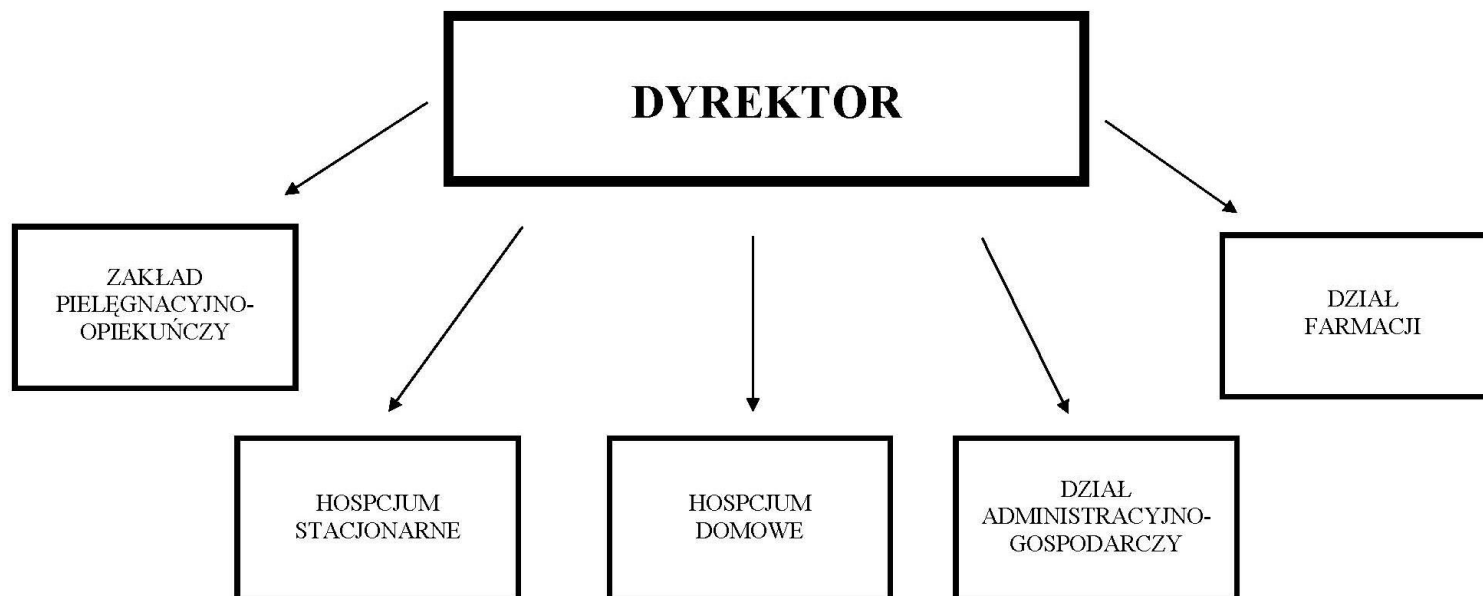 DYREKTOR
ZAKŁAD
PIELĘGNACYJNO-
OPIEKUŃCZY
DZIAŁ
FARMACJI
HOSPCJUM
STACJONARNE
HOSPCJUM
DOMOWE
DZIAŁ
ADMINISTRACYJNO-
GOSPODARCZY